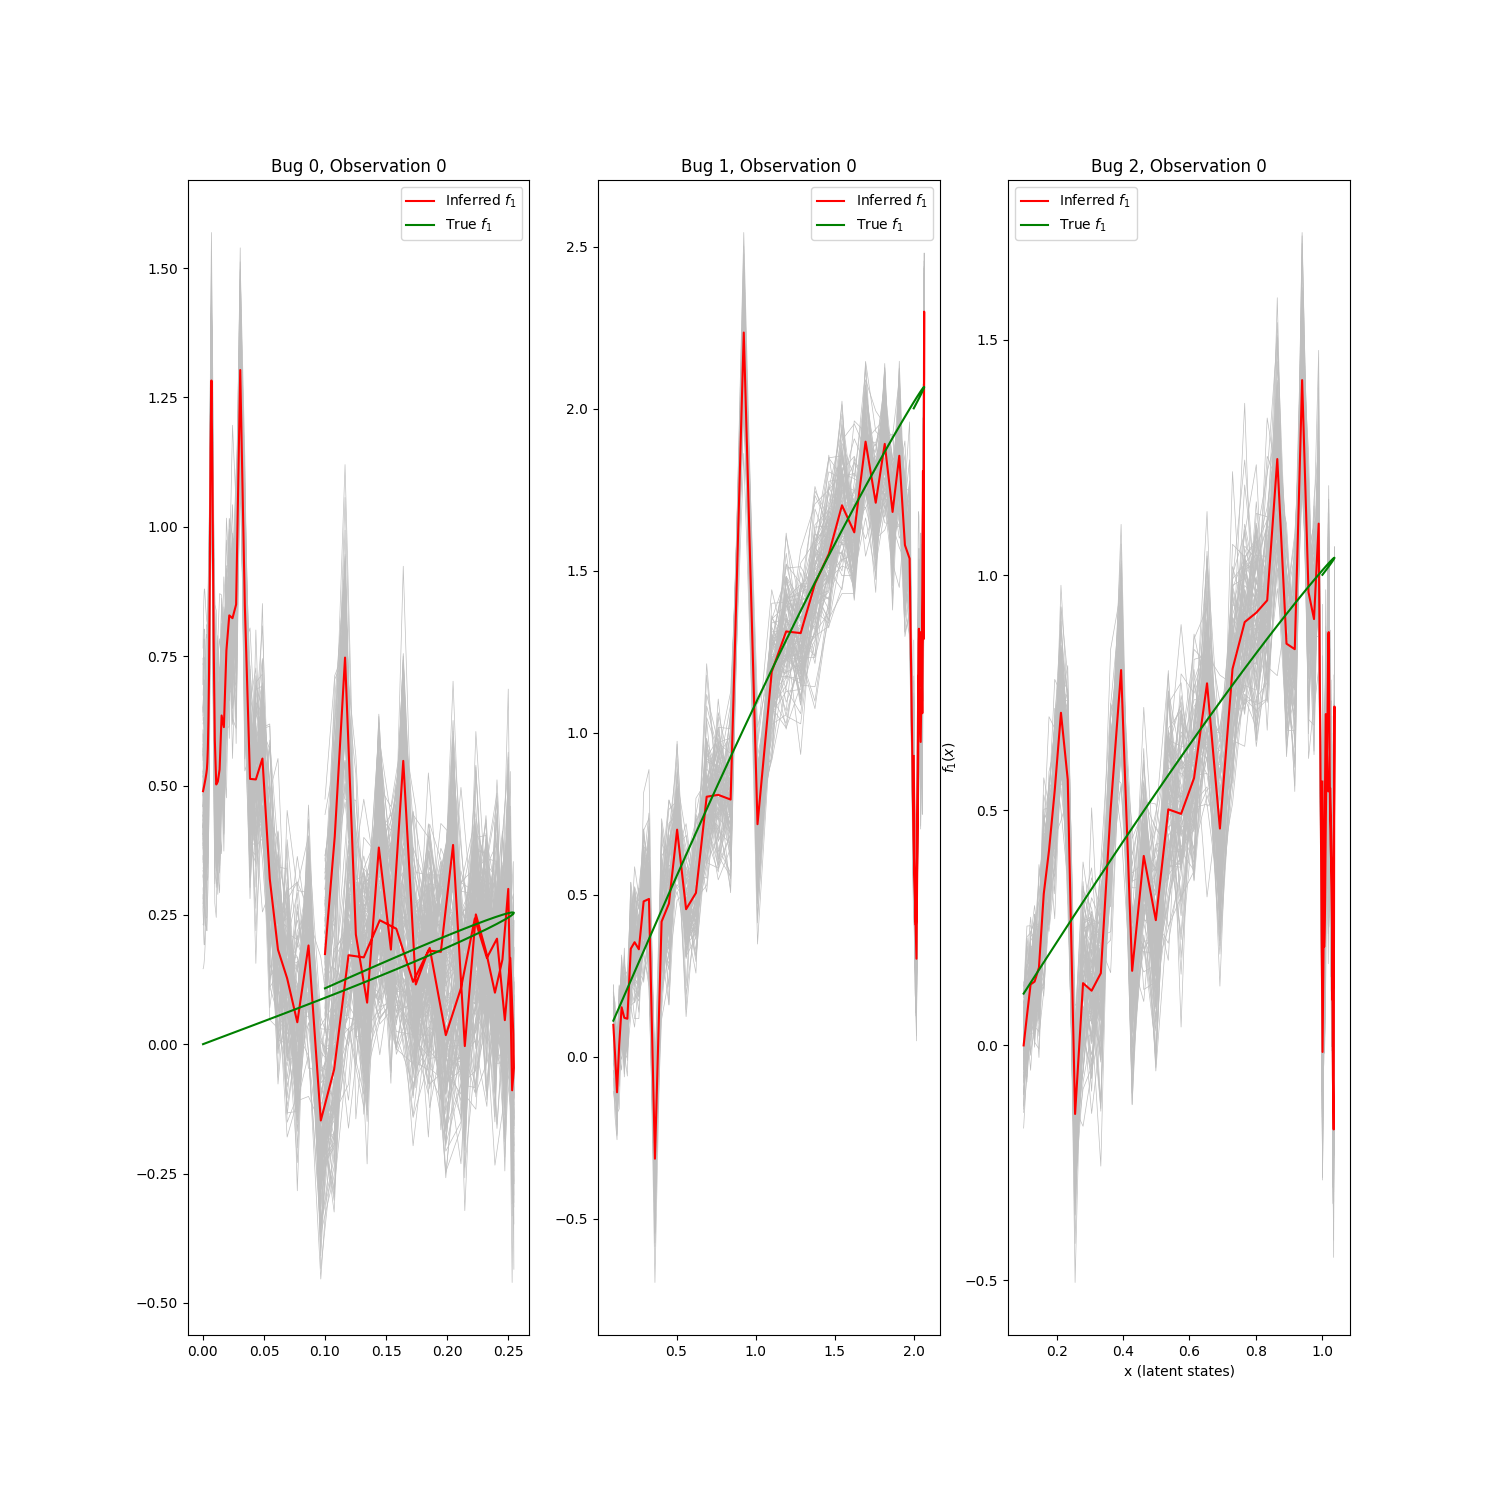 Bug 0, Observation 0
Inferred f₁
True f₁
1.50
1.25
1.00
0.75
0.50
0.25
0.00
−0.25
−0.50
0.00 0.05 0.10 0.15 0.20 0.25
Bug 1, Observation 0
Inferred f₁
True f₁
2.5
2.0
1.5
1.0
0.5
0.0
−0.5
0.5 1.0 1.5 2.0
Bug 2, Observation 0
Inferred f₁
True f₁
f₁(x)
1.5
1.0
0.5
0.0
−0.5
0.2 0.4 0.6 0.8 1.0
x (latent states)